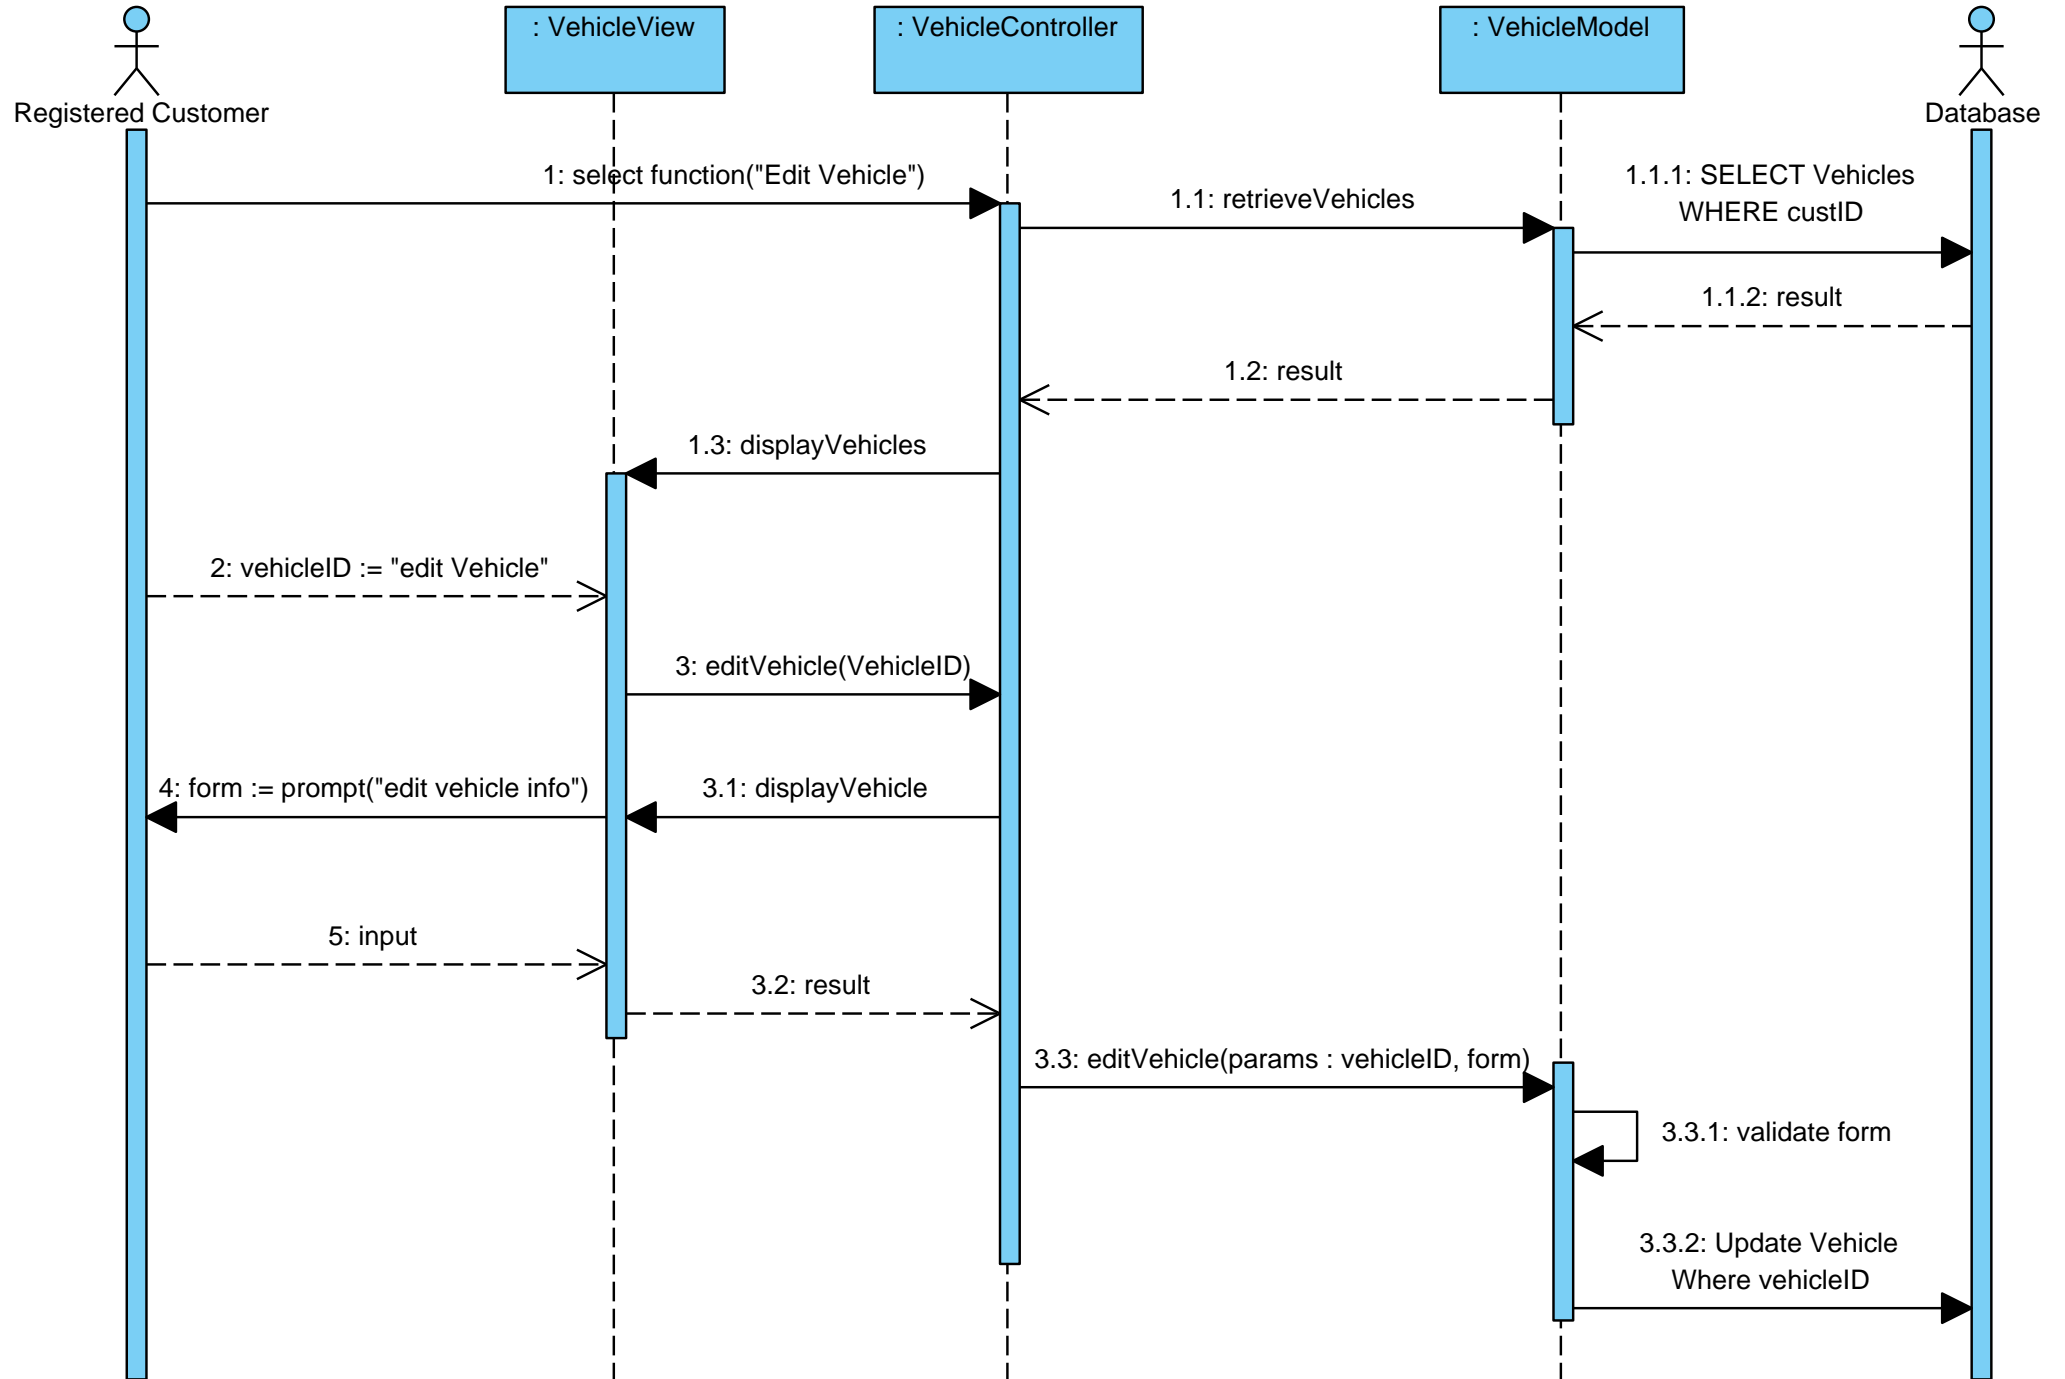 : VehicleView
: VehicleController
: VehicleModel
Registered Customer
Database
1: select function("Edit Vehicle")
1.1: retrieveVehicles
1.1.1: SELECT Vehicles
WHERE custID
1.1.2: result
1.2: result
1.3: displayVehicles
2: vehicleID := "edit Vehicle"
3: editVehicle(VehicleID)
4: form := prompt("edit vehicle info")
3.1: displayVehicle
5: input
3.2: result
3.3: editVehicle(params : vehicleID, form)
3.3.1: validate form
3.3.2: Update Vehicle
Where vehicleID